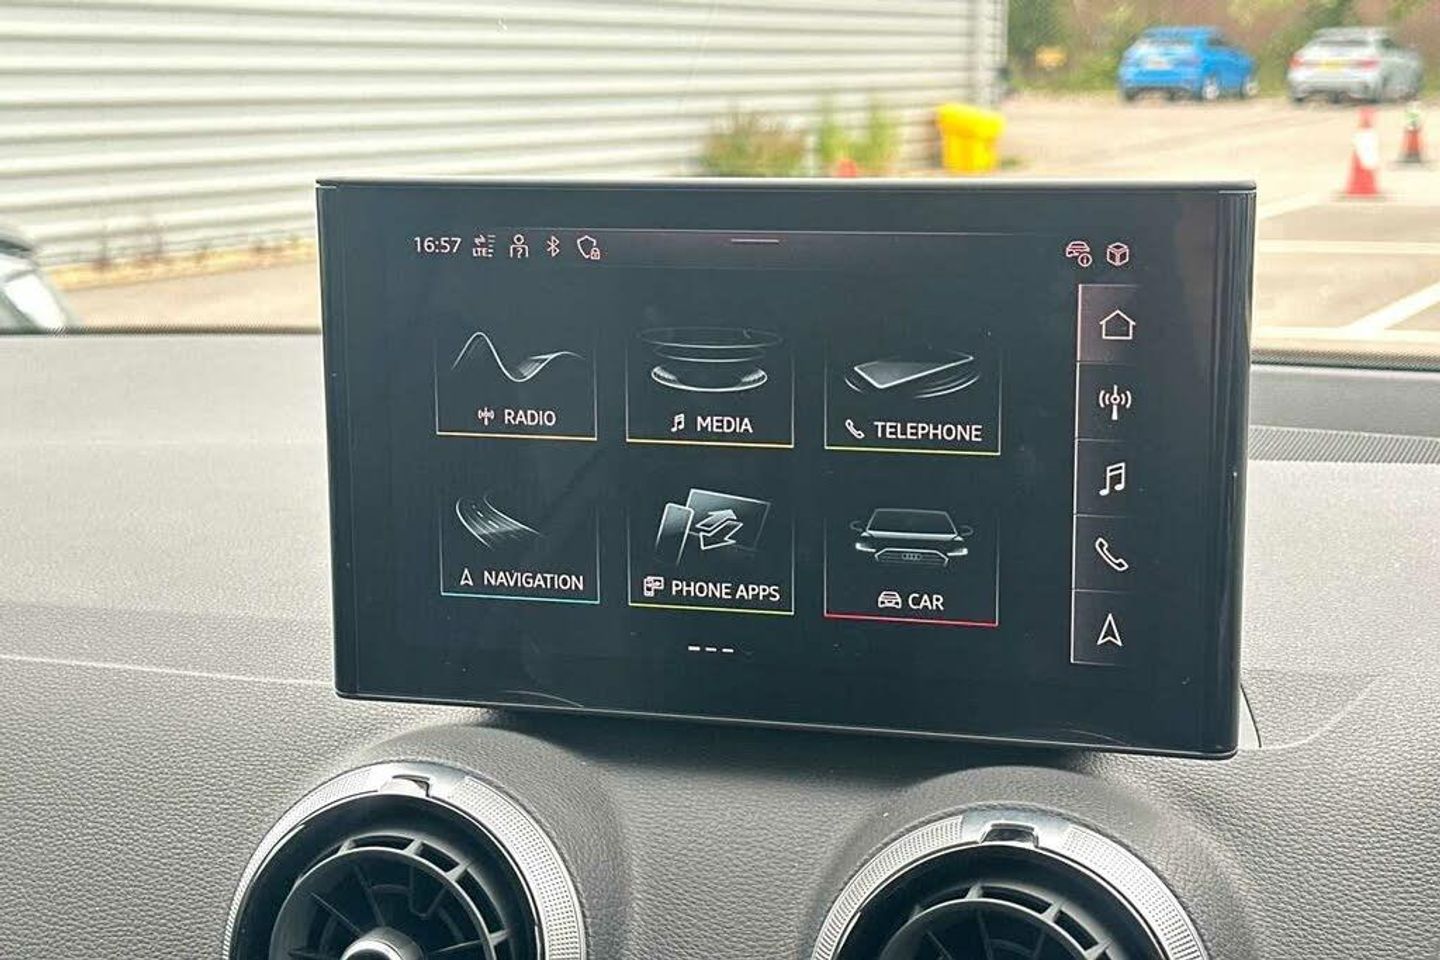 16:57 LTE
RADIO
MEDIA
TELEPHONE
NAVIGATION
PHONE APPS
CAR